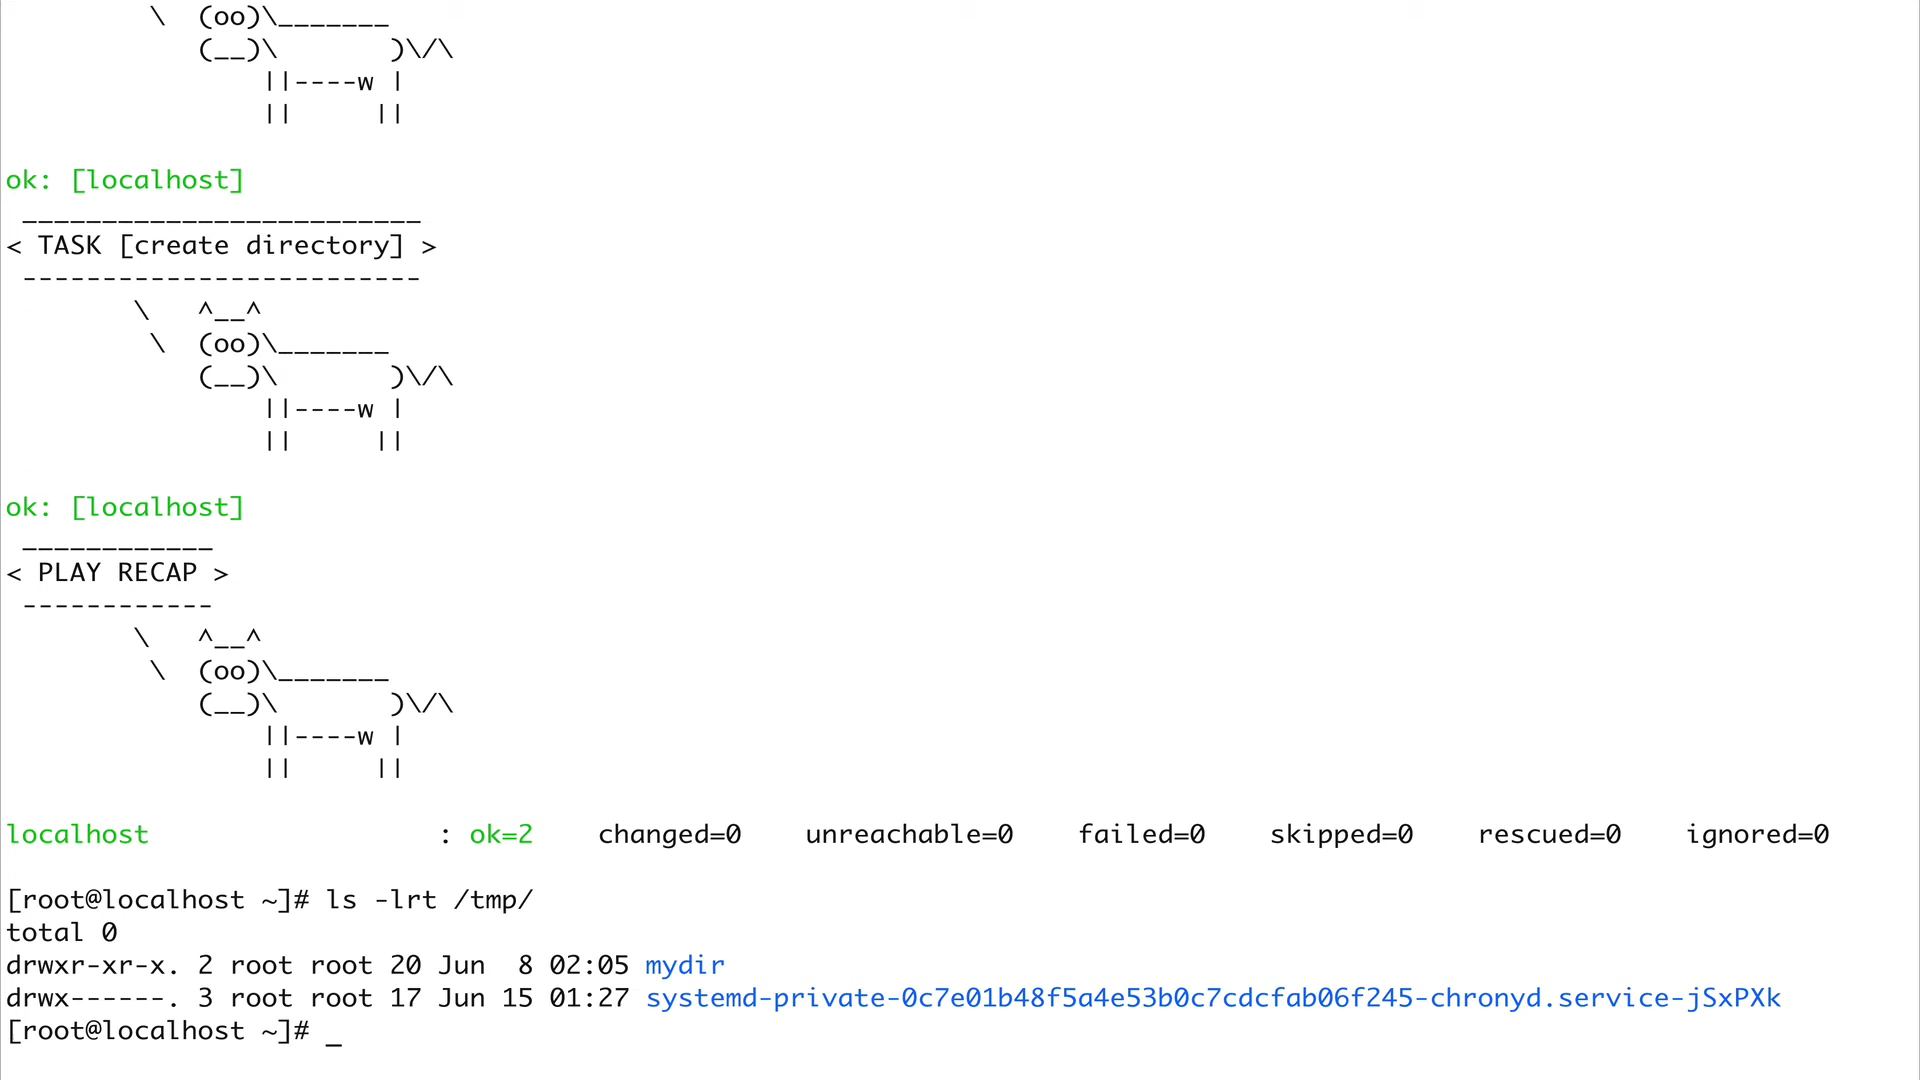 \  (oo)\_______
           (__)\       )\/\
               ||----w |
               ||     ||
ok: [localhost]
 _________________________
< TASK [create directory] >
 -------------------------
        \   ^__^
         \  (oo)\_______
            (__)\       )\/\
                ||----w |
                ||     ||
ok: [localhost]
 ____________
< PLAY RECAP >
 ------------
        \   ^__^
         \  (oo)\_______
            (__)\       )\/\
                ||----w |
                ||     ||
localhost                  : ok=2    changed=0    unreachable=0    failed=0    skipped=0    rescued=0    ignored=0
[root@localhost ~]# ls -lrt /tmp/
total 0
drwxr-xr-x. 2 root root 20 Jun  8 02:05 mydir
drwx------. 3 root root 17 Jun 15 01:27 systemd-private-0c7e01b48f5a4e53b0c7cdcfab06f245-chronyd.service-jSxPXk
[root@localhost ~]# _